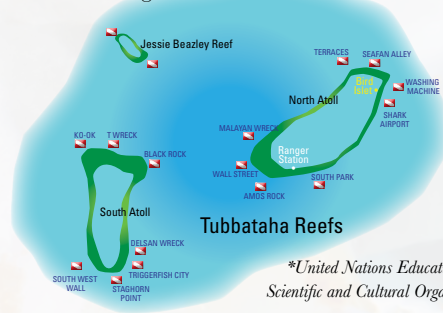 Jessie Beazley Reef
TERRACES
SEAFAN ALLEY
Bird
Islet
WASHING
MACHINE
North Atoll
SHARK
AIRPORT
MALAYAN WRECK
KO-OK
T WRECK
BLACK ROCK
Ranger
Station
WALL STREET
SOUTH PARK
AMOS ROCK
South Atoll
Tubbataha Reefs
DELSAN WRECK
TRIGGERFISH CITY
SOUTH WEST
WALL
STAGHORN
POINT
*United Nations Educat
Scientific and Cultural Orga